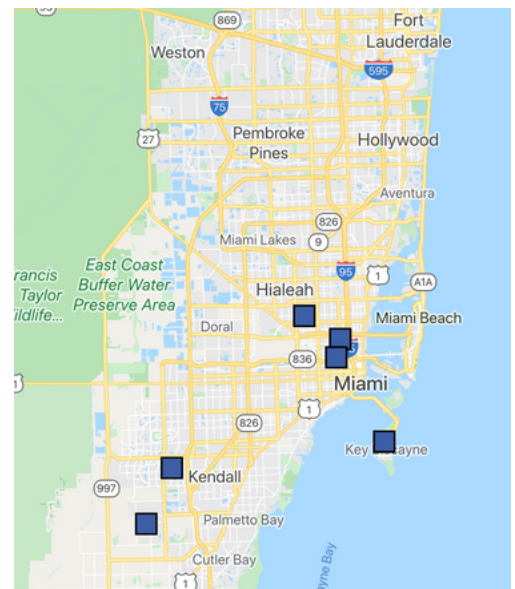 869
Fort
Lauderdale
Weston
595
75
27
Pembroke
Pines
Hollywood
Aventura
826
Miami Lakes
9
95
1
East Coast
Buffer Water
Preserve Area
rancis
Taylor
ildlife...
Hialeah
A1A
Doral
Miami Beach
836
Miami
1
826
Key
ayne
Kendall
997
Palmetto Bay
Cutler Bay
1
yne Bay